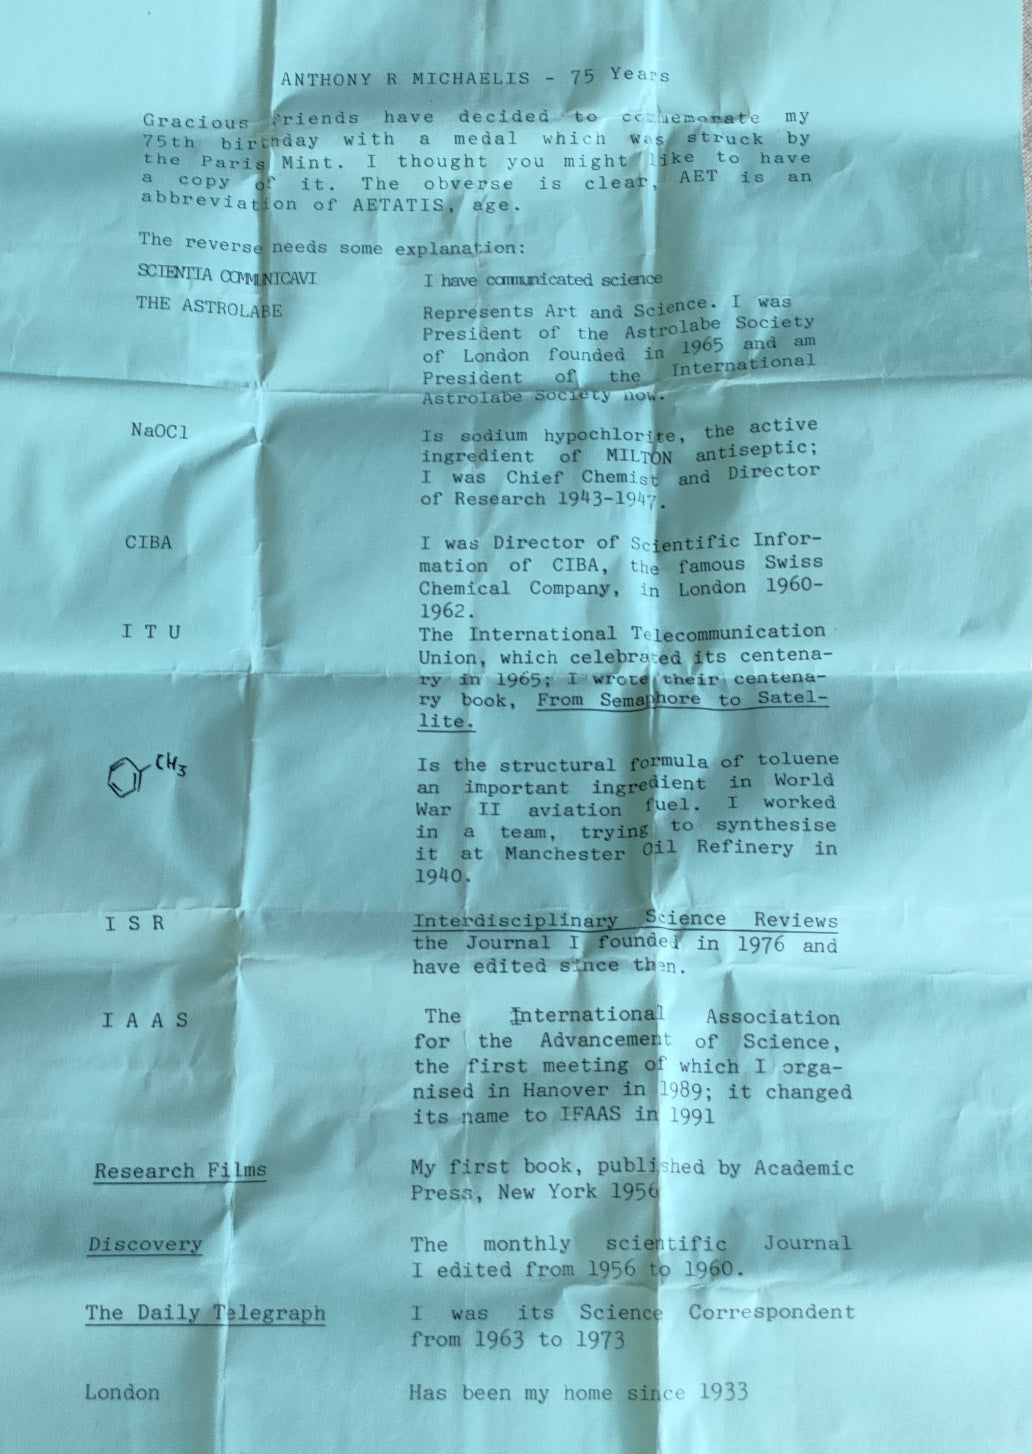 ANTHONY R MICHAELIS - 75 Years
Gracious friends have decided to commemorate my
75th birthday with a medal which was struck by
the Paris Mint. I thought you might like to have
a copy of it. The obverse is clear, AET is an
abbreviation of AETATIS, age.
The reverse needs some explanation:
SCIENTIA COMMUNICAVI I have communicated science
THE ASTROLABE Represents Art and Science. I was
President of the Astrolabe Society
of London founded in 1965 and am
President of the International
Astrolabe Society now.
NaOCl Is sodium hypochlorite, the active
ingredient of MILTON antiseptic;
I was Chief Chemist and Director
of Research 1943-1947.
CIBA I was Director of Scientific Infor-
mation of CIBA, the famous Swiss
Chemical Company, in London 1960-
1962.
I T U The International Telecommunication
Union, which celebrated its centena-
ry in 1965; I wrote their centena-
ry book, From Semaphore to Satel-
lite.
CH3 Is the structural formula of toluene
an important ingredient in World
War II aviation fuel. I worked
in a team, trying to synthesise
it at Manchester Oil Refinery in
1940.
I S R Interdisciplinary Science Reviews
the Journal I founded in 1976 and
have edited since then.
I A A S The International Association
for the Advancement of Science,
the first meeting of which I orga-
nised in Hanover in 1989; it changed
its name to IFAAS in 1991
Research Films My first book, published by Academic
Press, New York 1956
Discovery The monthly scientific Journal
I edited from 1956 to 1960.
The Daily Telegraph I was its Science Correspondent
from 1963 to 1973
London Has been my home since 1933